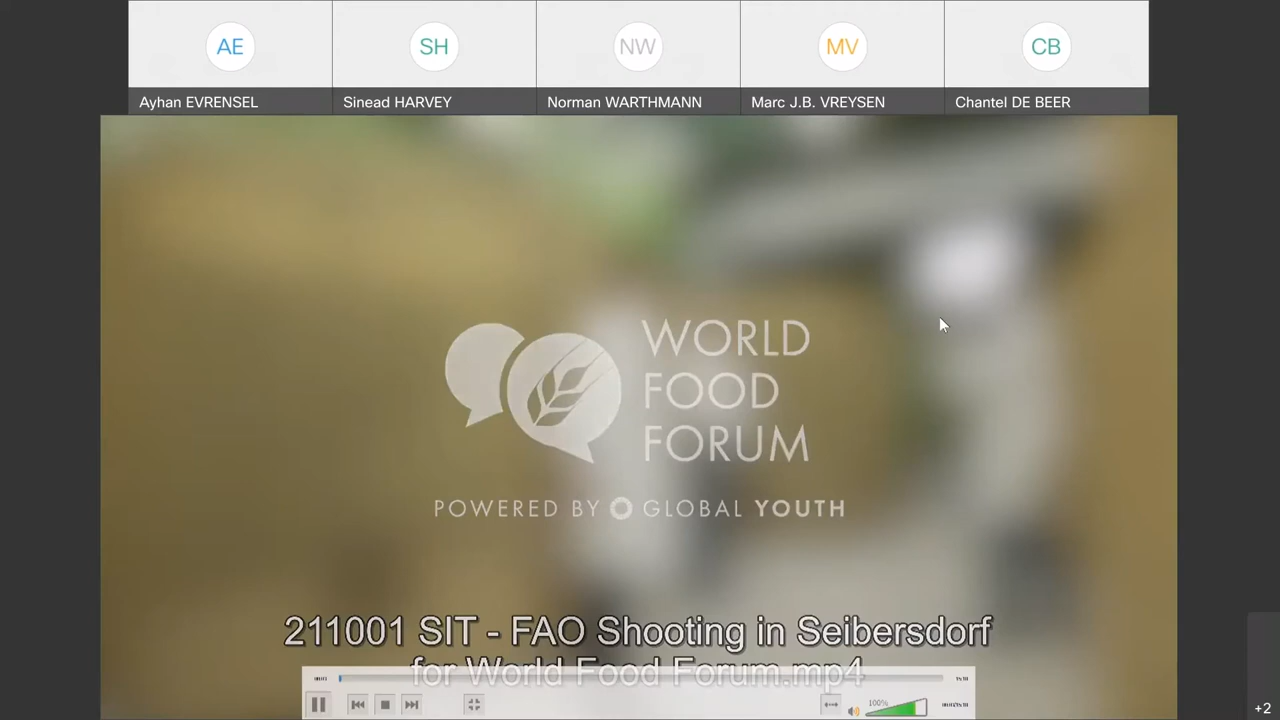 AE
SH
NW
MV
CB
Ayhan EVRENSEL
Sinead HARVEY
Norman WARTHMANN
Marc J.B. VREYSEN
Chantel DE BEER
WORLD
FOOD
FORUM
POWERED BY GLOBAL YOUTH
211001 SIT - FAO Shooting in Seibersdorf
for World Food Forum.mp4
100%
+2